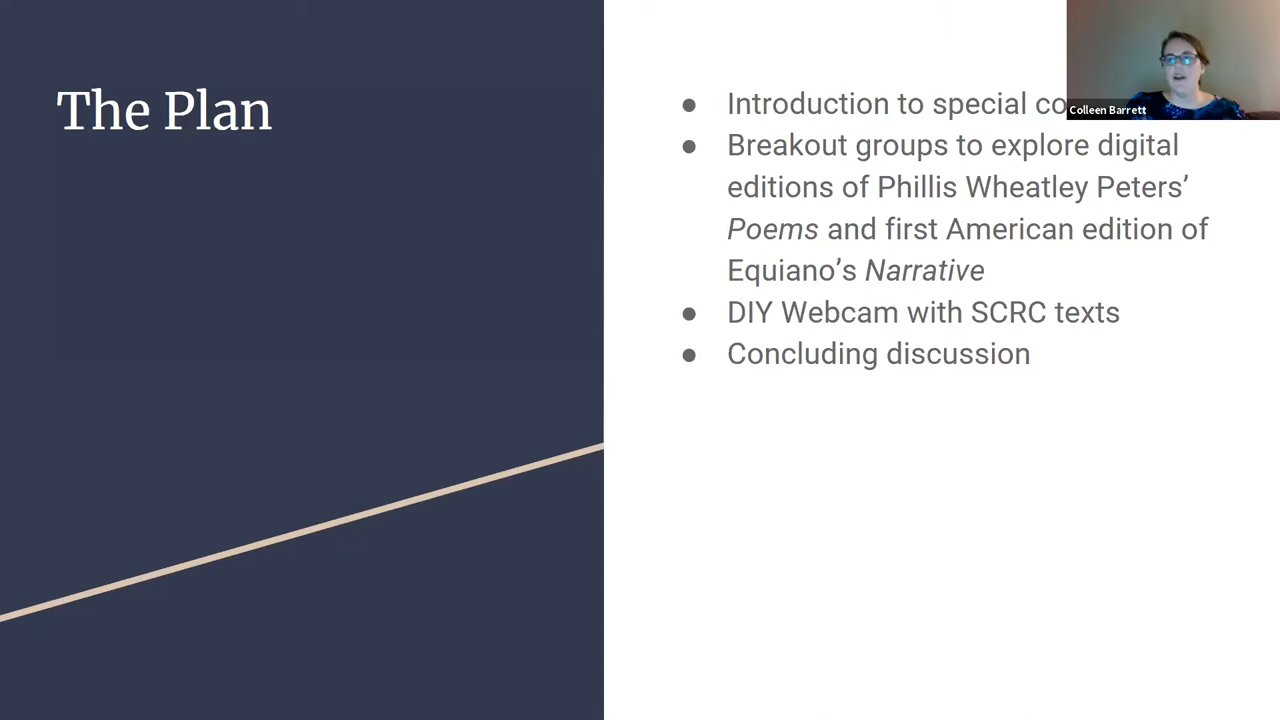 The Plan
● Introduction to special co
● Breakout groups to explore digital
editions of Phillis Wheatley Peters’
Poems and first American edition of
Equiano’s Narrative
● DIY Webcam with SCRC texts
● Concluding discussion
Colleen Barrett